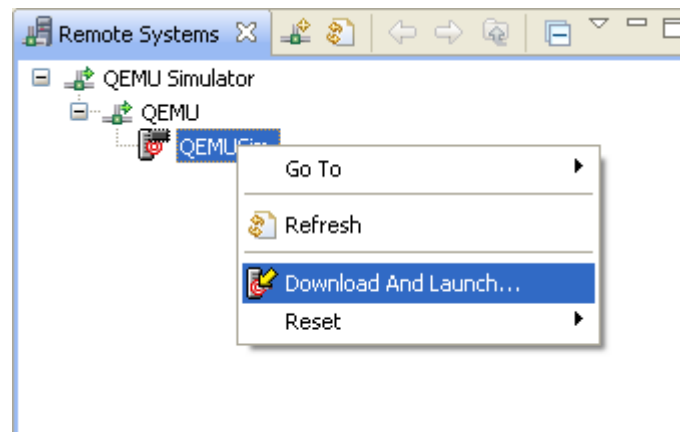 Remote Systems
QEMU Simulator
QEMU
Go To
Refresh
Download And Launch...
Reset